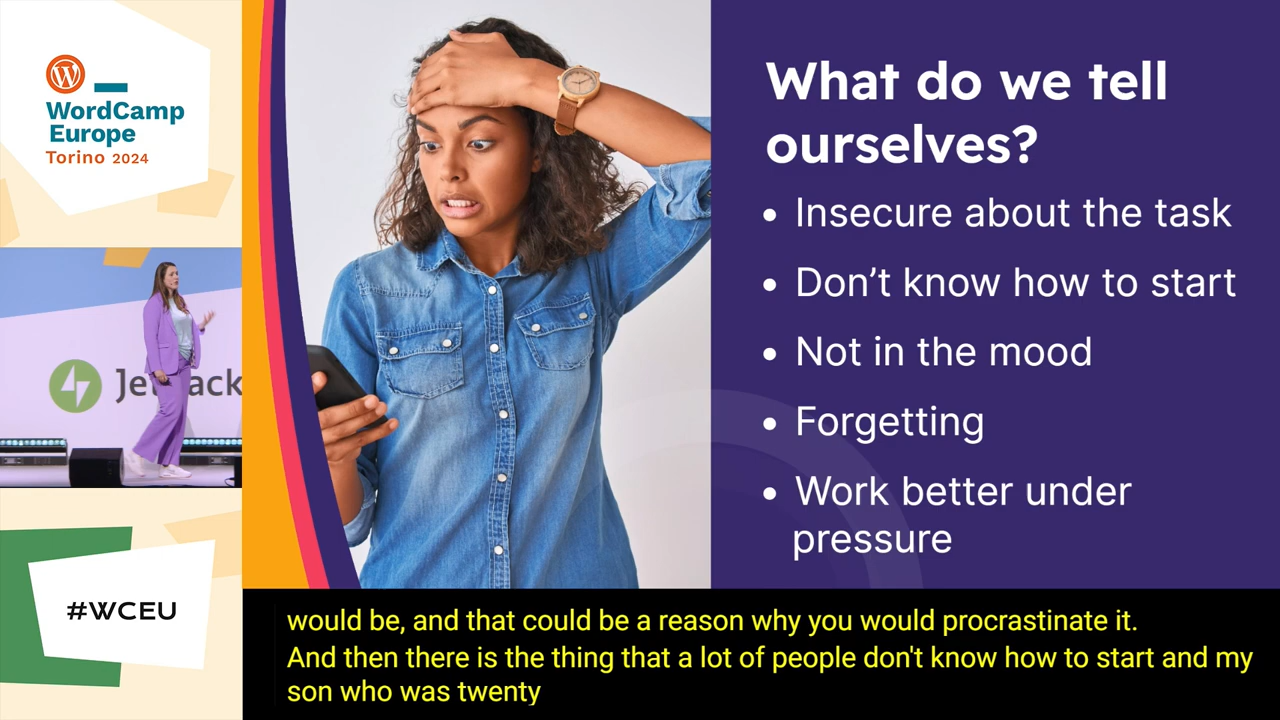 WordCamp
Europe
Torino 2024
Jetpack
#WCEU
What do we tell
ourselves?
• Insecure about the task
• Don’t know how to start
• Not in the mood
• Forgetting
• Work better under
pressure
would be, and that could be a reason why you would procrastinate it.
And then there is the thing that a lot of people don't know how to start and my
son who was twenty